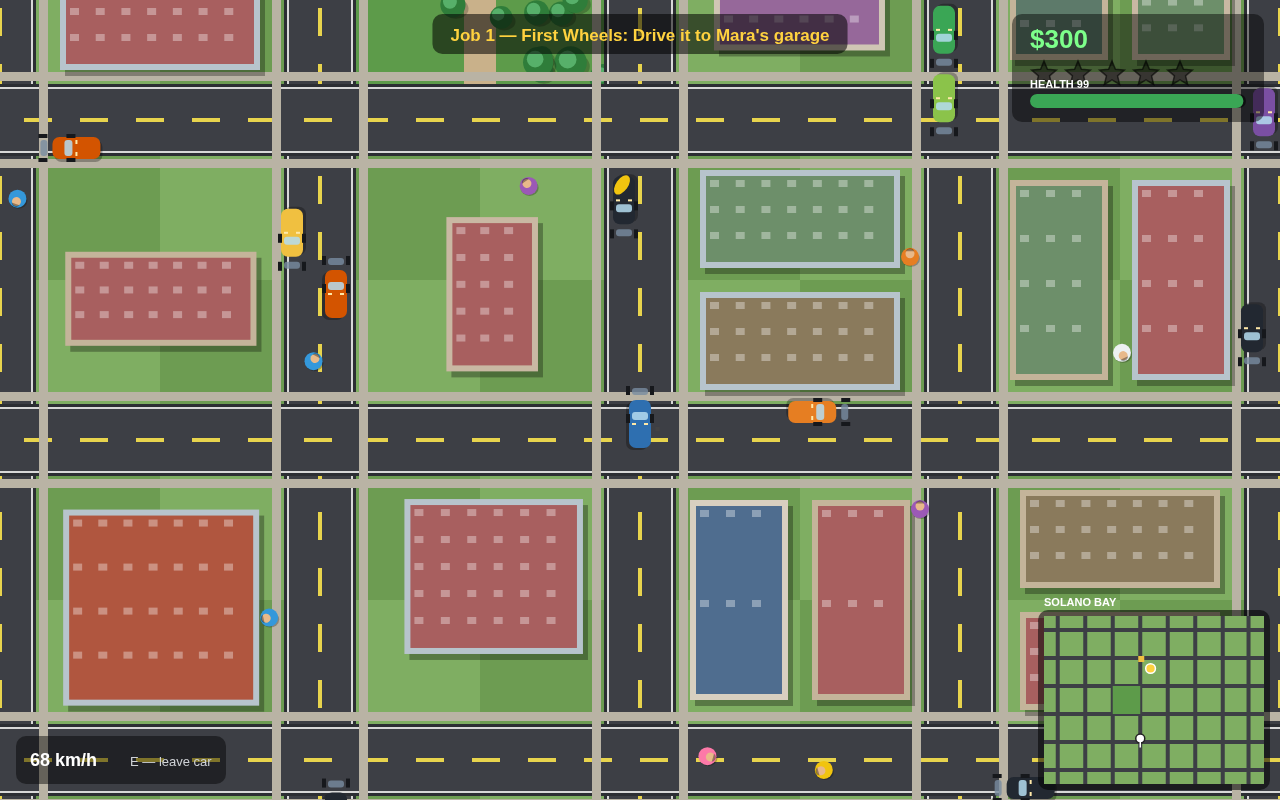 Job 1 — First Wheels: Drive it to Mara's garage
$300
HEALTH 99
SOLANO BAY
68 km/h
E — leave car